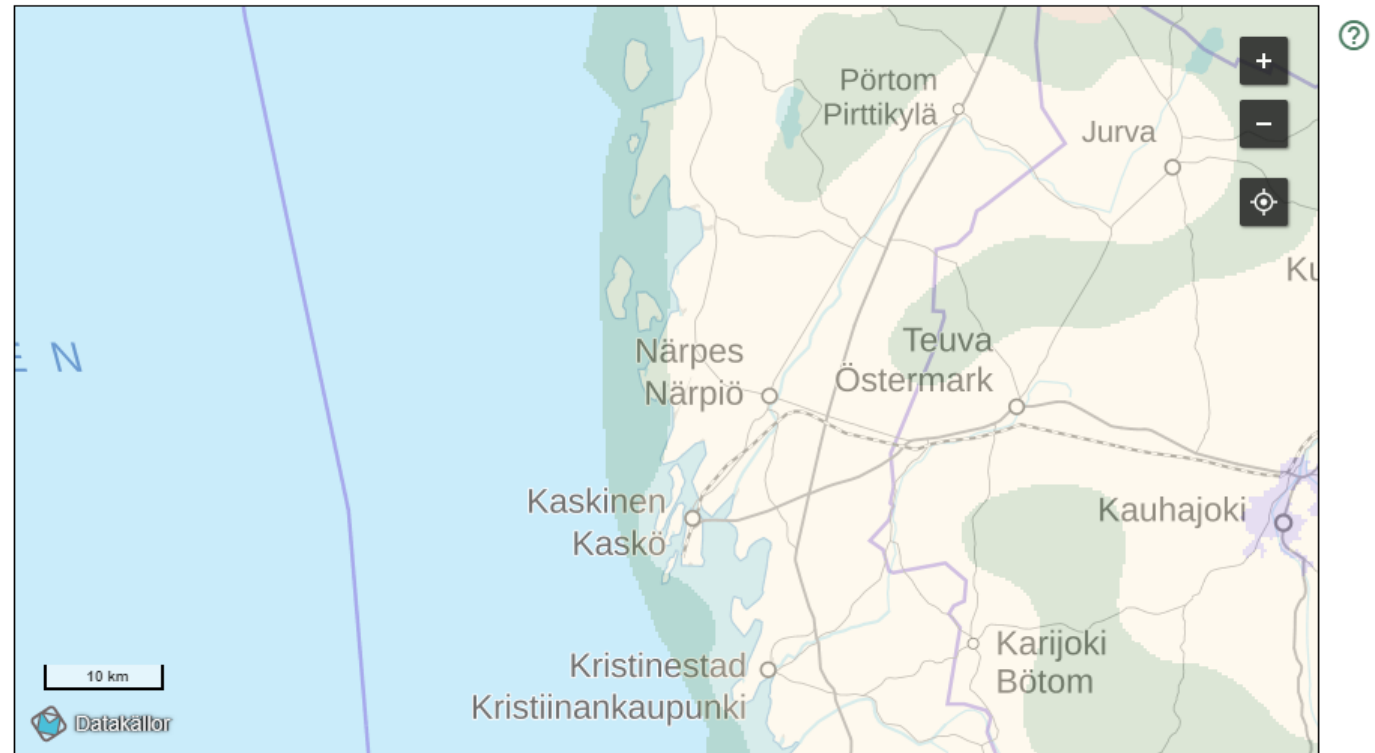 Pörtom
Pirttikylä
Jurva
E N
Närpes
Närpiö
Teuva
Östermark
Kaskinen
Kaskö
Kauhajoki
Karijoki
Bötom
Kristinestad
Kristiinankaupunki
10 km
Datakällor
+
−
?